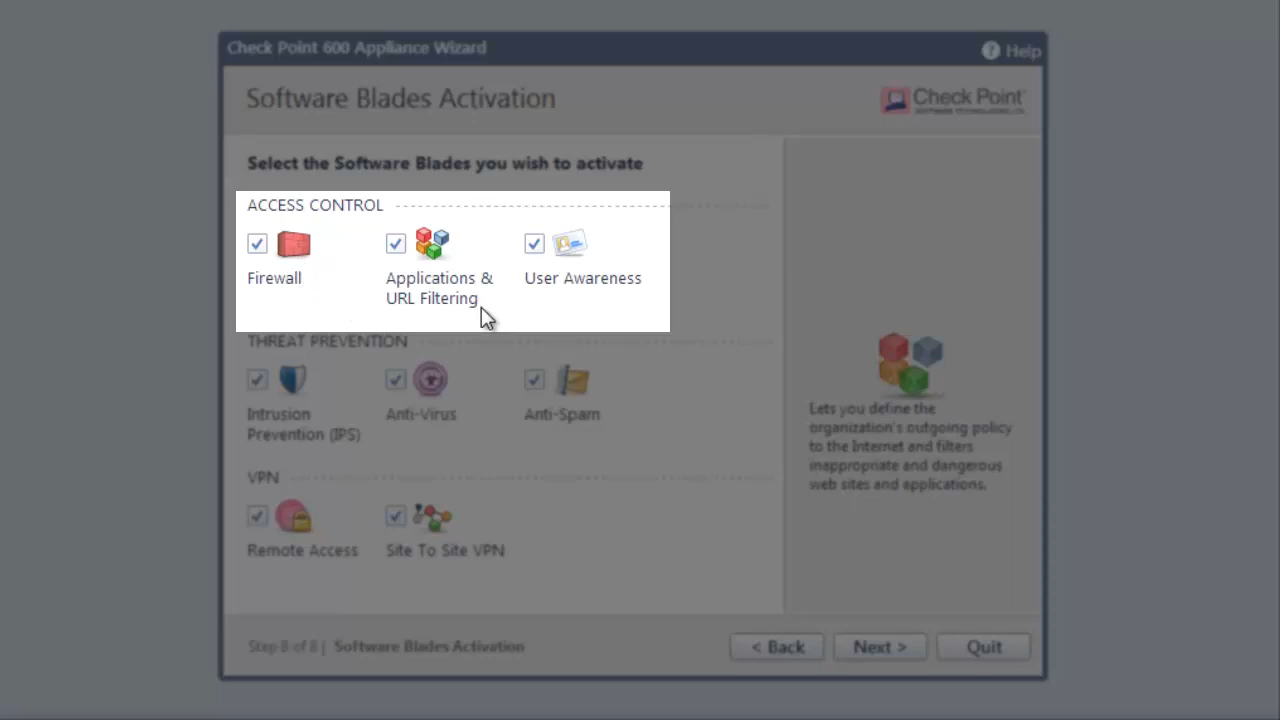 Check Point 600 Appliance Wizard
? Help
Software Blades Activation
Check Point
SOFTWARE TECHNOLOGIES LTD.
Select the Software Blades you wish to activate
ACCESS CONTROL
Firewall
Applications &
URL Filtering
User Awareness
THREAT PREVENTION
Intrusion
Prevention (IPS)
Anti-Virus
Anti-Spam
VPN
Remote Access
Site To Site VPN
Lets you define the
organization's outgoing policy
to the Internet and filters
inappropriate and dangerous
web sites and applications.
Step 8 of 8 | Software Blades Activation
< Back
Next >
Quit